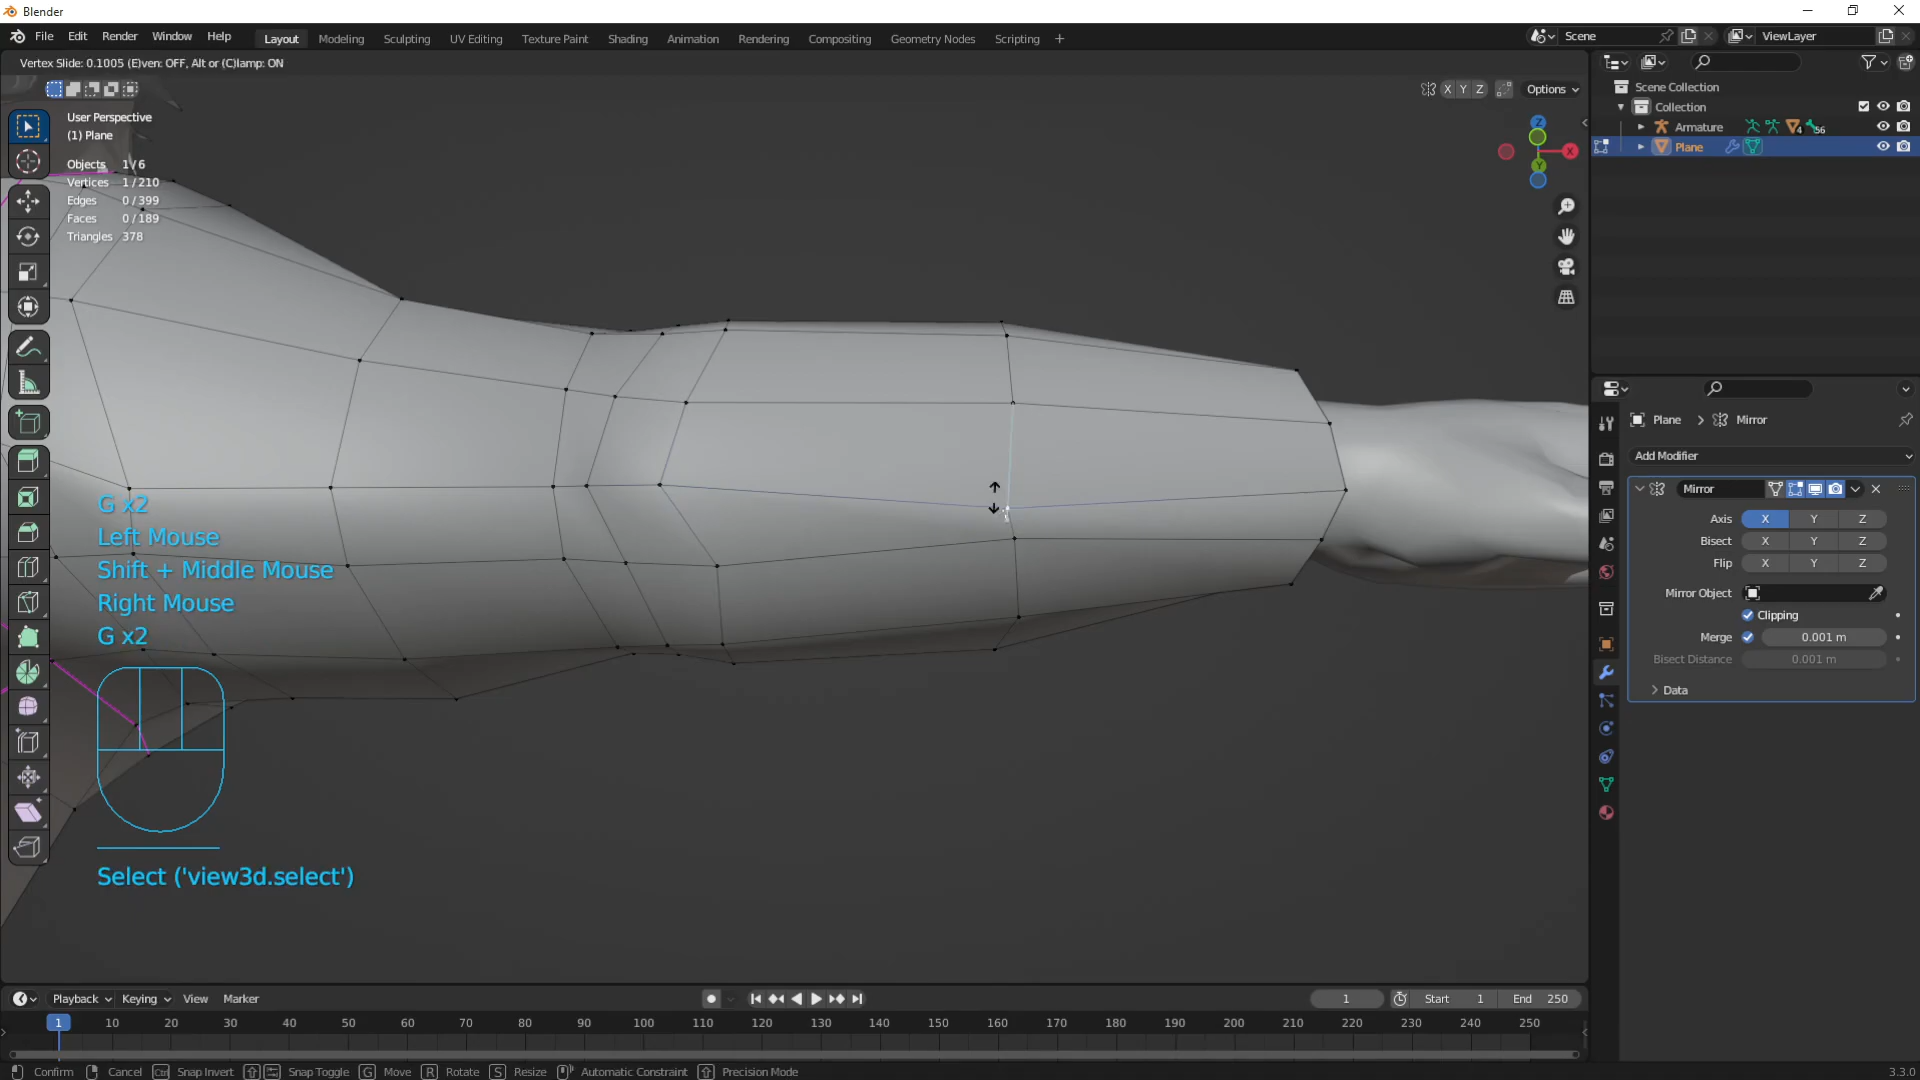 Blender
File Edit Render Window Help Layout Modeling Sculpting UV Editing Texture Paint Shading Animation Rendering Compositing Geometry Nodes Scripting + Scene ViewLayer
Vertex Slide: 0.1005 (E)ven: OFF, Alt or (C)lamp: ON
X Y Z Options
User Perspective
(1) Plane
Objects 1/6
Vertices 1/210
Edges 0/399
Faces 0/189
Triangles 378
Z
X
Y
G x2
Left Mouse
Shift + Middle Mouse
Right Mouse
G x2
Select ('view3d.select')
Scene Collection
Collection
Armature 4 56
Plane
Plane > Mirror
Add Modifier
Mirror
Axis X Y Z
Bisect X Y Z
Flip X Y Z
Mirror Object
Clipping
Merge 0.001 m
Bisect Distance 0.001 m
Data
Playback Keying View Marker 1 Start 1 End 250
1 10 20 30 40 50 60 70 80 90 100 110 120 130 140 150 160 170 180 190 200 210 220 230 240 250
Confirm Cancel Ctrl Snap Invert Snap Toggle G Move R Rotate S Resize Automatic Constraint Precision Mode 3.3.0